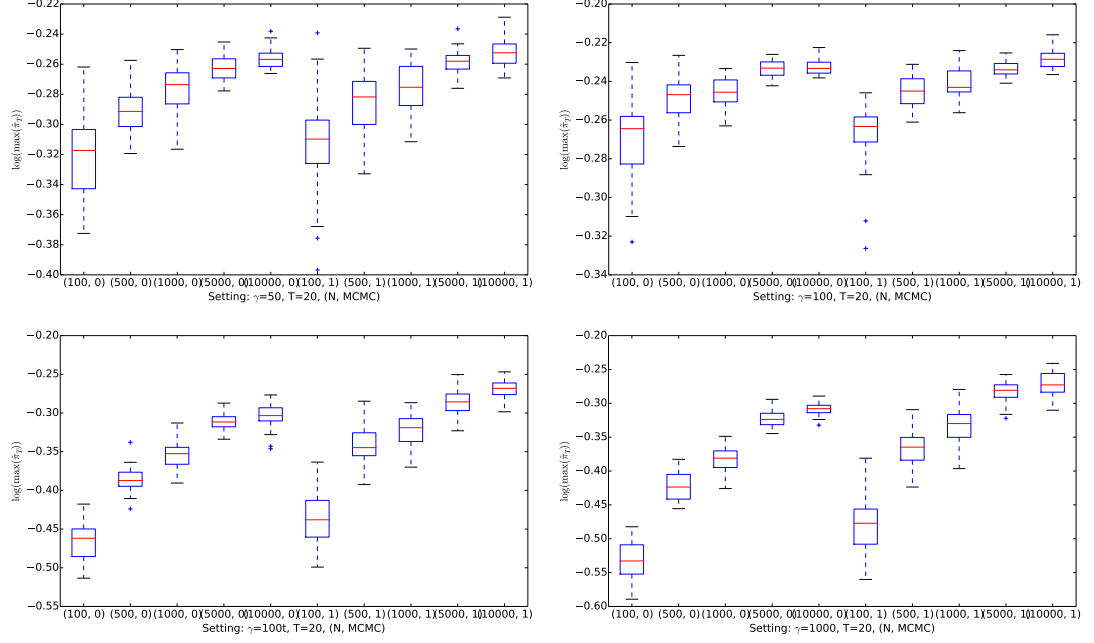 −0.22
−0.24
−0.26
−0.28
−0.30
−0.32
−0.34
−0.36
−0.38
−0.40
log(max(π̂_T))
(100, 0) (500, 0) (1000, 0) (5000, 0) (10000, 0) (100, 1) (500, 1) (1000, 1) (5000, 1) (10000, 1)
Setting: γ=50, T=20, (N, MCMC)
−0.20
−0.22
−0.24
−0.26
−0.28
−0.30
−0.32
−0.34
log(max(π̂_T))
(100, 0) (500, 0) (1000, 0) (5000, 0) (10000, 0) (100, 1) (500, 1) (1000, 1) (5000, 1) (10000, 1)
Setting: γ=100, T=20, (N, MCMC)
−0.20
−0.25
−0.30
−0.35
−0.40
−0.45
−0.50
−0.55
log(max(π̂_T))
(100, 0) (500, 0) (1000, 0) (5000, 0) (10000, 0) (100, 1) (500, 1) (1000, 1) (5000, 1) (10000, 1)
Setting: γ=100t, T=20, (N, MCMC)
−0.20
−0.25
−0.30
−0.35
−0.40
−0.45
−0.50
−0.55
−0.60
log(max(π̂_T))
(100, 0) (500, 0) (1000, 0) (5000, 0) (10000, 0) (100, 1) (500, 1) (1000, 1) (5000, 1) (10000, 1)
Setting: γ=1000, T=20, (N, MCMC)